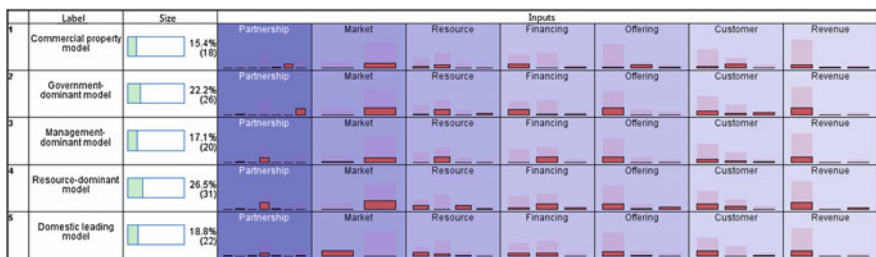 Label Size Inputs
1 Commercial property model 15.4% (18) Partnership Market Resource Financing Offering Customer Revenue
2 Government-dominant model 22.2% (26) Partnership Market Resource Financing Offering Customer Revenue
3 Management-dominant model 17.1% (20) Partnership Market Resource Financing Offering Customer Revenue
4 Resource-dominant model 26.5% (31) Partnership Market Resource Financing Offering Customer Revenue
5 Domestic leading model 18.8% (22) Partnership Market Resource Financing Offering Customer Revenue